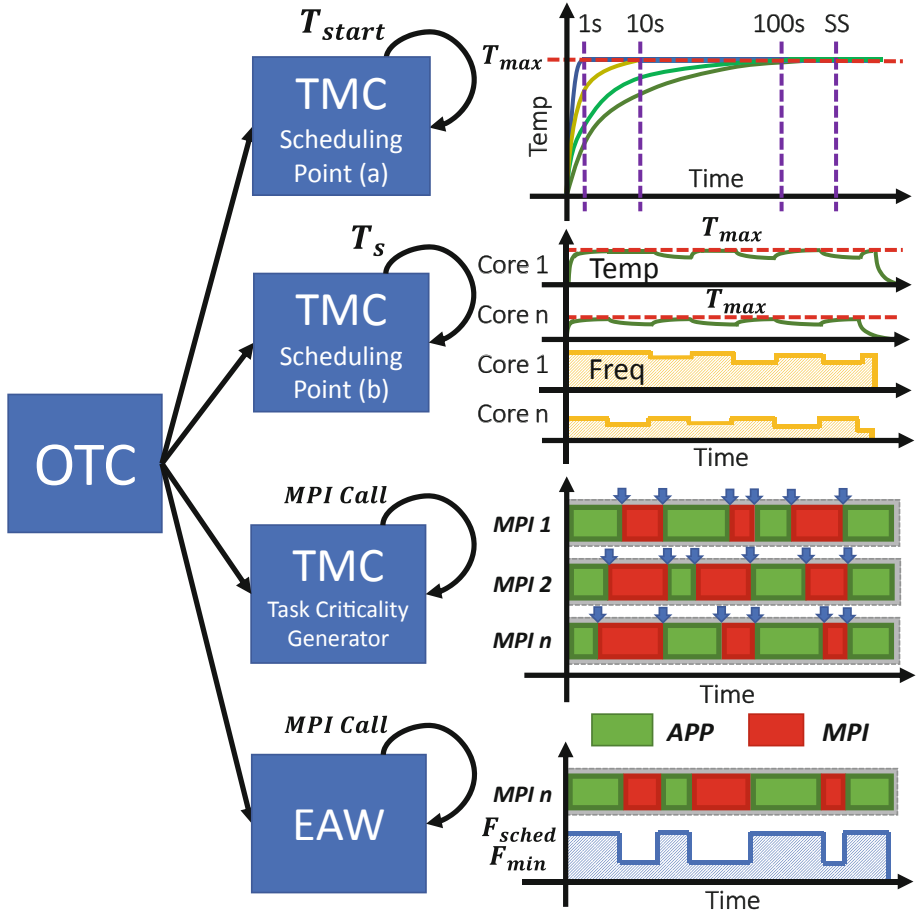 T_start
TMC
Scheduling
Point (a)
1s 10s 100s SS
T_max
Temp
Time
T_s
TMC
Scheduling
Point (b)
T_max
Core 1
Temp
T_max
Core n
Core 1
Freq
Core n
Time
OTC
MPI Call
TMC
Task Criticality
Generator
MPI 1
MPI 2
MPI n
Time
APP MPI
MPI Call
EAW
MPI n
F_sched
F_min
Time